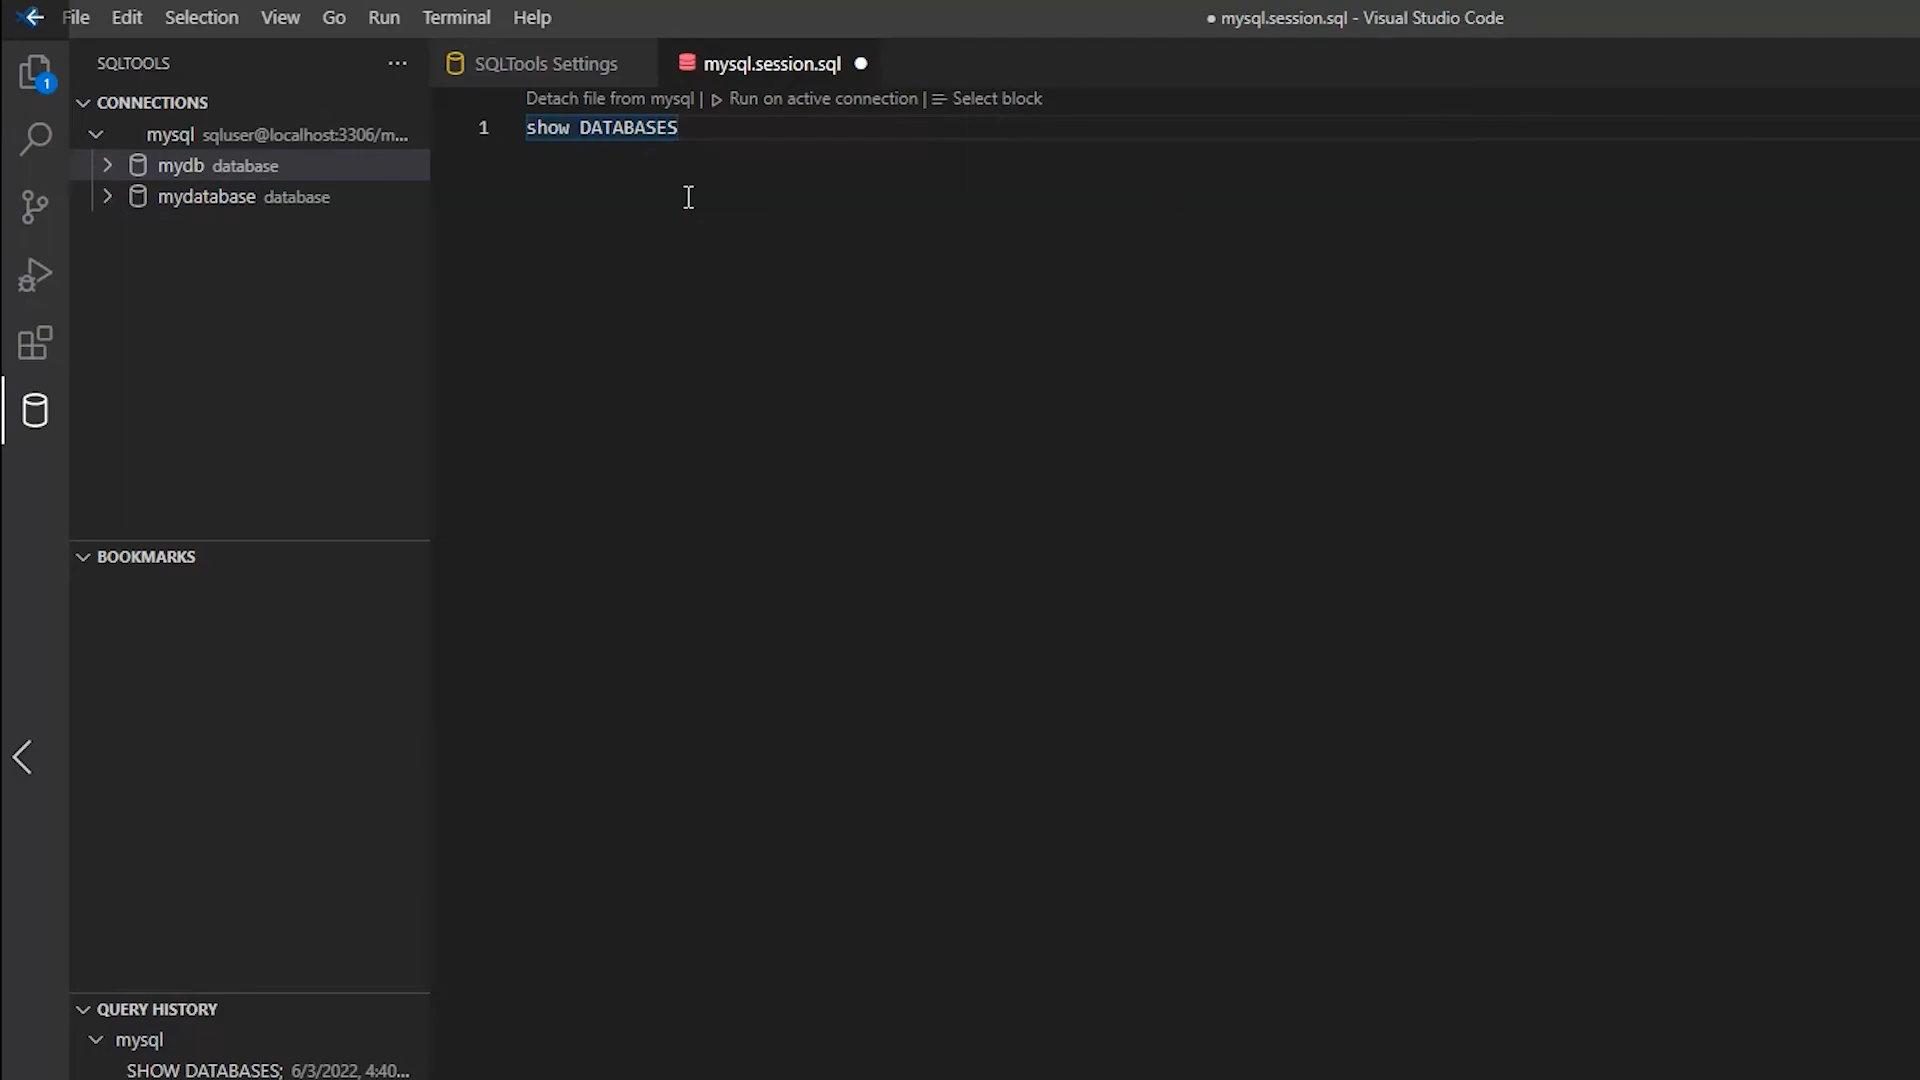 File Edit Selection View Go Run Terminal Help
● mysql.session.sql - Visual Studio Code
1
SQLTOOLS ···
SQLTools Settings
mysql.session.sql
CONNECTIONS
mysql sqluser@localhost:3306/m...
mydb database
mydatabase database
Detach file from mysql | Run on active connection | Select block
1 show DATABASES
BOOKMARKS
QUERY HISTORY
mysql
SHOW DATABASES; 6/3/2022, 4:40...